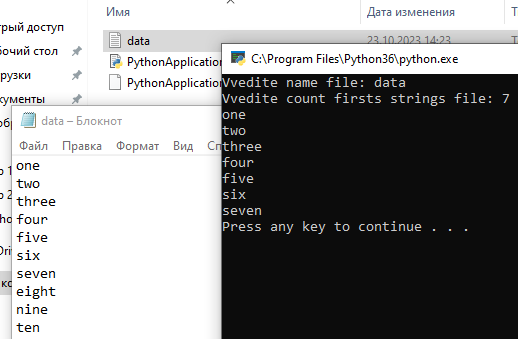 Имя
Дата изменения
трый доступ
бочий стол
рузки
кументы
data
23.10.2023 14:23
PythonApplication
PythonApplication
C:\Program Files\Python36\python.exe
Vvedite name file: data
Vvedite count firsts strings file: 7
one
two
three
four
five
six
seven
Press any key to continue . . .
data – Блокнот
Файл Правка Формат Вид
one
two
three
four
five
six
seven
eight
nine
ten